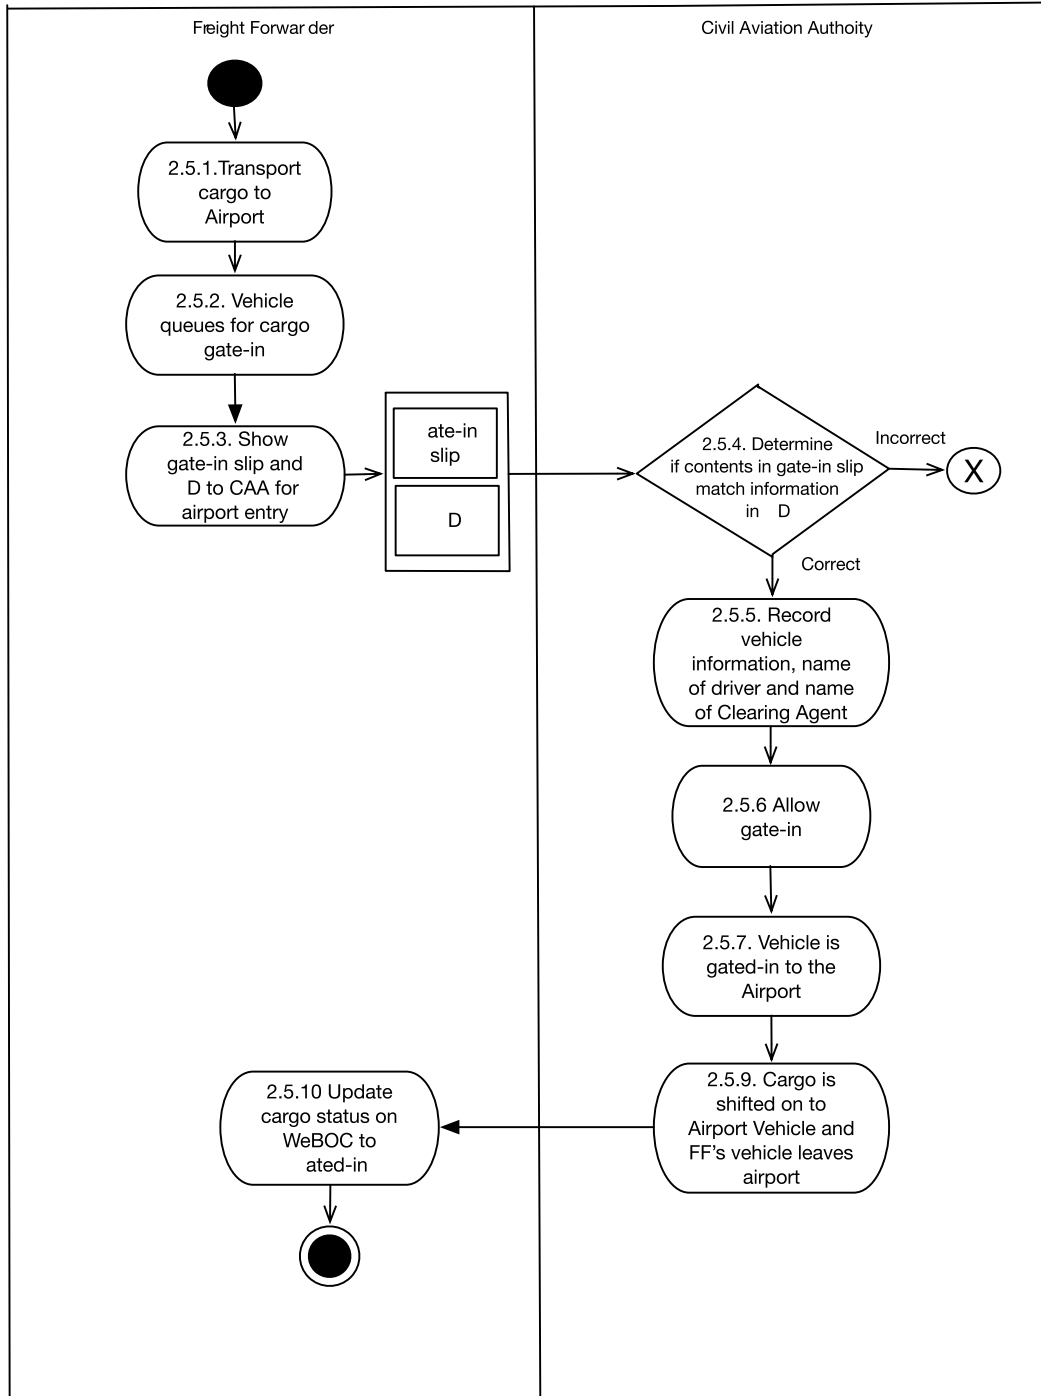 Freight Forwarder
Civil Aviation Authoity
2.5.1.Transport
cargo to
Airport
2.5.2. Vehicle
queues for cargo
gate-in
2.5.3. Show
gate-in slip and
D to CAA for
airport entry
ate-in
slip
D
2.5.4. Determine
if contents in gate-in slip
match information
in D
Incorrect
X
Correct
2.5.5. Record
vehicle
information, name
of driver and name
of Clearing Agent
2.5.6 Allow
gate-in
2.5.7. Vehicle is
gated-in to the
Airport
2.5.9. Cargo is
shifted on to
Airport Vehicle and
FF's vehicle leaves
airport
2.5.10 Update
cargo status on
WeBOC to
ated-in